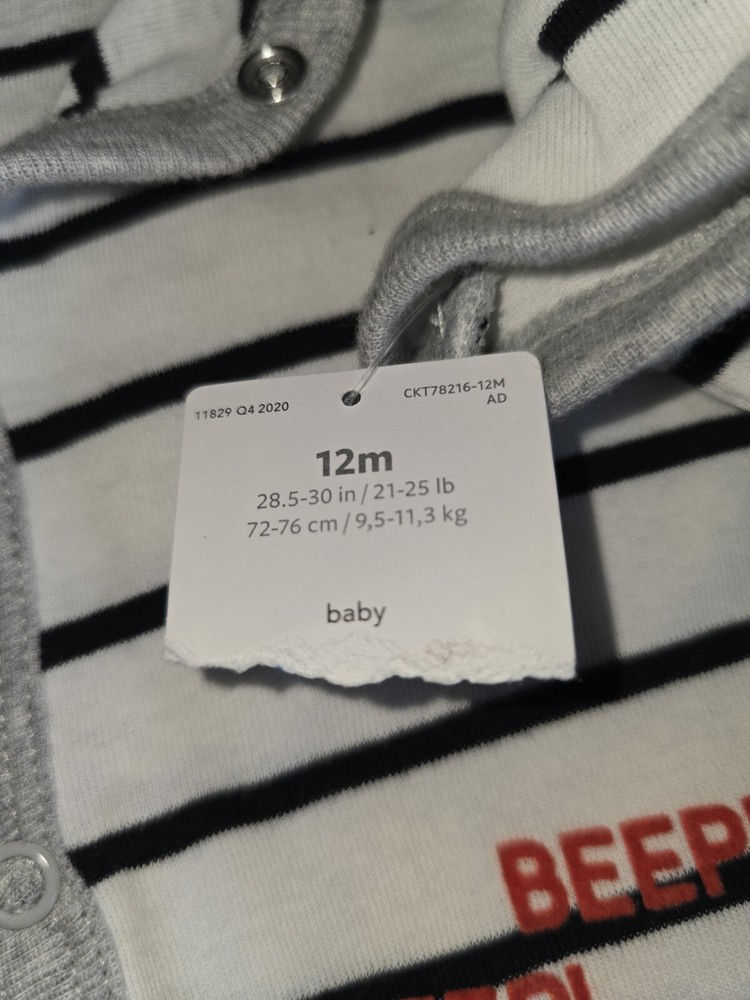 11829 Q4 2020
CKT78216-12M
AD
12m
28.5-30 in / 21-25 lb
72-76 cm / 9,5-11,3 kg
baby